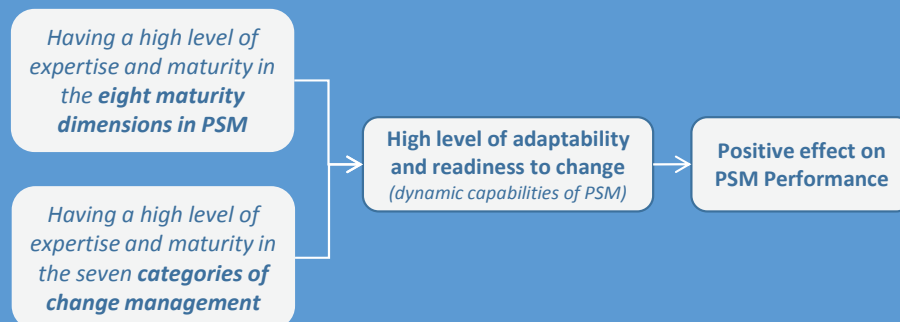 Having a high level of
expertise and maturity in
the eight maturity
dimensions in PSM
Having a high level of
expertise and maturity in
the seven categories of
change management
High level of adaptability
and readiness to change
(dynamic capabilities of PSM)
Positive effect on
PSM Performance